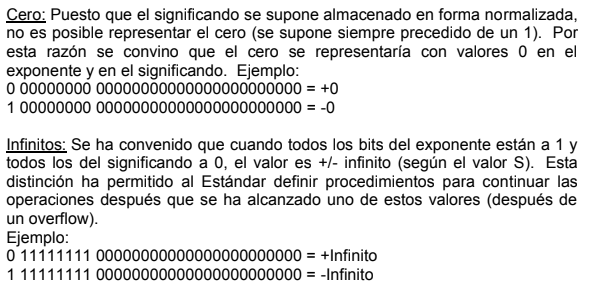 Cero: Puesto que el significando se supone almacenado en forma normalizada,
no es posible representar el cero (se supone siempre precedido de un 1). Por
esta razón se convino que el cero se representaría con valores 0 en el
exponente y en el significando. Ejemplo:
0 00000000 00000000000000000000000 = +0
1 00000000 00000000000000000000000 = -0
Infinitos: Se ha convenido que cuando todos los bits del exponente están a 1 y
todos los del significando a 0, el valor es +/- infinito (según el valor S). Esta
distinción ha permitido al Estándar definir procedimientos para continuar las
operaciones después que se ha alcanzado uno de estos valores (después de
un overflow).
Ejemplo:
0 11111111 00000000000000000000000 = +Infinito
1 11111111 00000000000000000000000 = -Infinito